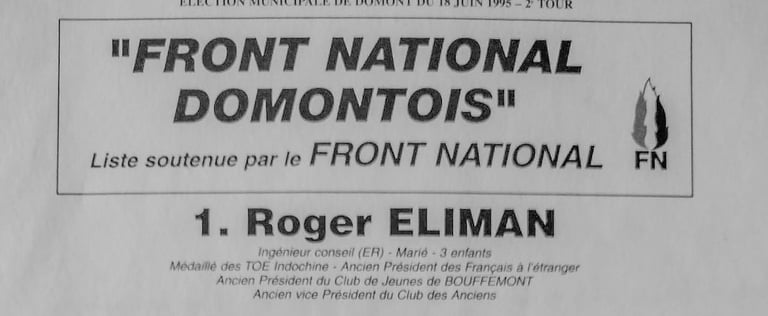 ELECTION MUNICIPALE DE DOMONT DU 18 JUIN 1995 – 2e TOUR
"FRONT NATIONAL
DOMONTOIS"
Liste soutenue par le FRONT NATIONAL
FN
1. Roger ELIMAN
Ingénieur conseil (ER) - Marié - 3 enfants
Médaillé des TOE Indochine - Ancien Président des Français à l'étranger
Ancien Président du Club de Jeunes de BOUFFEMONT
Ancien vice Président du Club des Anciens